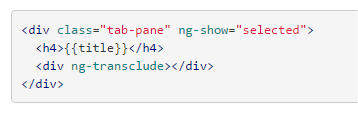 <div class="tab-pane" ng-show="selected">
  <h4>{{title}}</h4>
  <div ng-transclude></div>
</div>